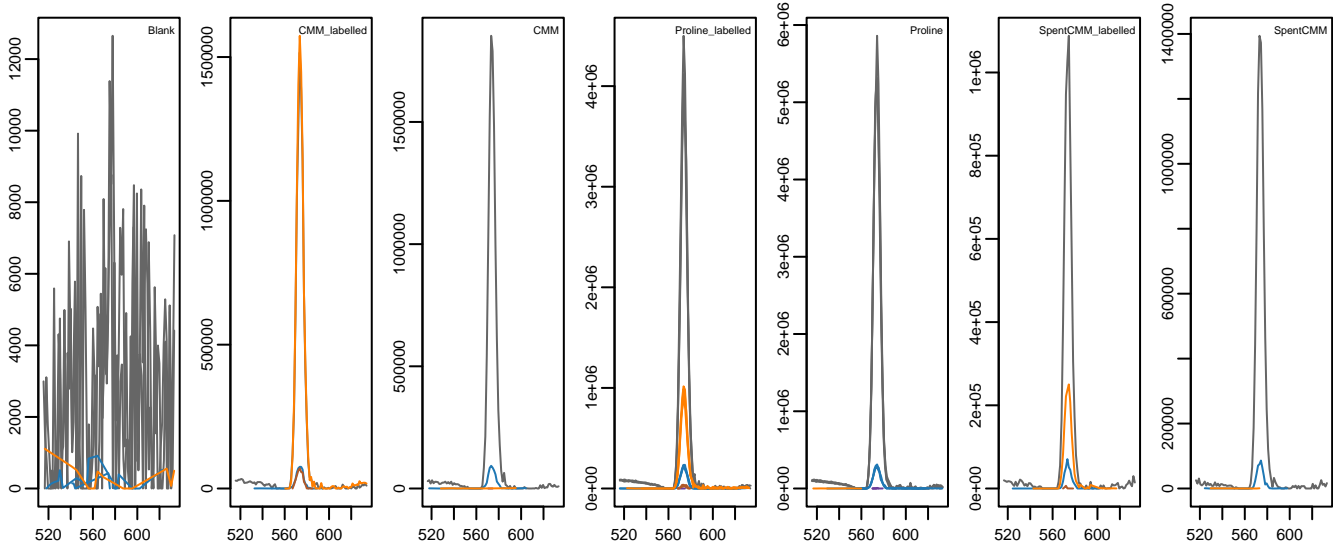 Blank
0
2000
4000
6000
8000
10000
12000
520
560
600
CMM_labelled
0
500000
1000000
1500000
520
560
600
CMM
0
500000
1000000
1500000
520
560
600
Proline_labelled
0e+00
1e+06
2e+06
3e+06
4e+06
520
560
600
Proline
0e+00
1e+06
2e+06
3e+06
4e+06
5e+06
6e+06
520
560
600
SpentCMM_labelled
0e+00
2e+05
4e+05
6e+05
8e+05
1e+06
520
560
600
SpentCMM
0
200000
600000
1000000
1400000
520
560
600